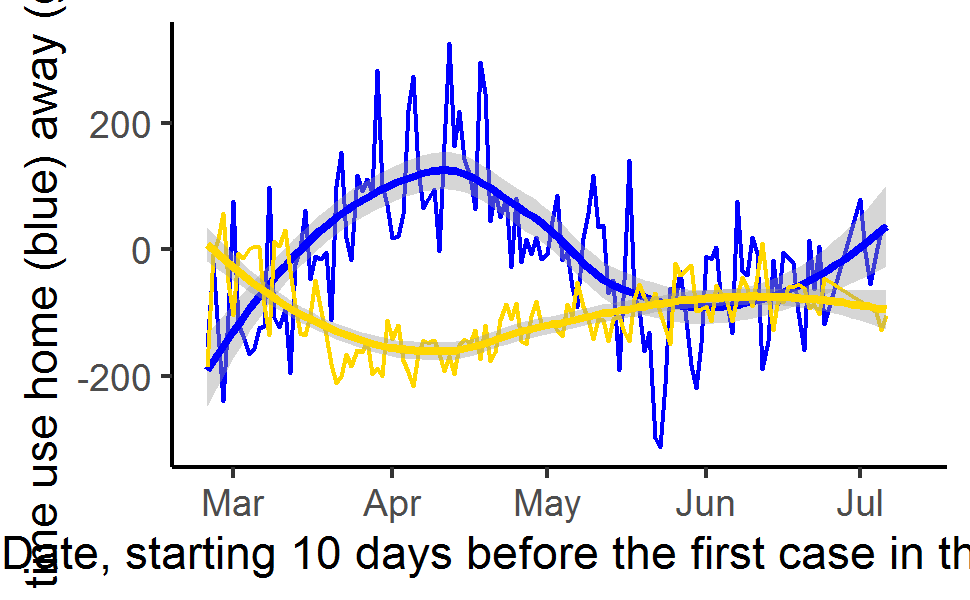 time use home (blue) away (
200
0
-200
Mar Apr May Jun Jul
Date, starting 10 days before the first case in th